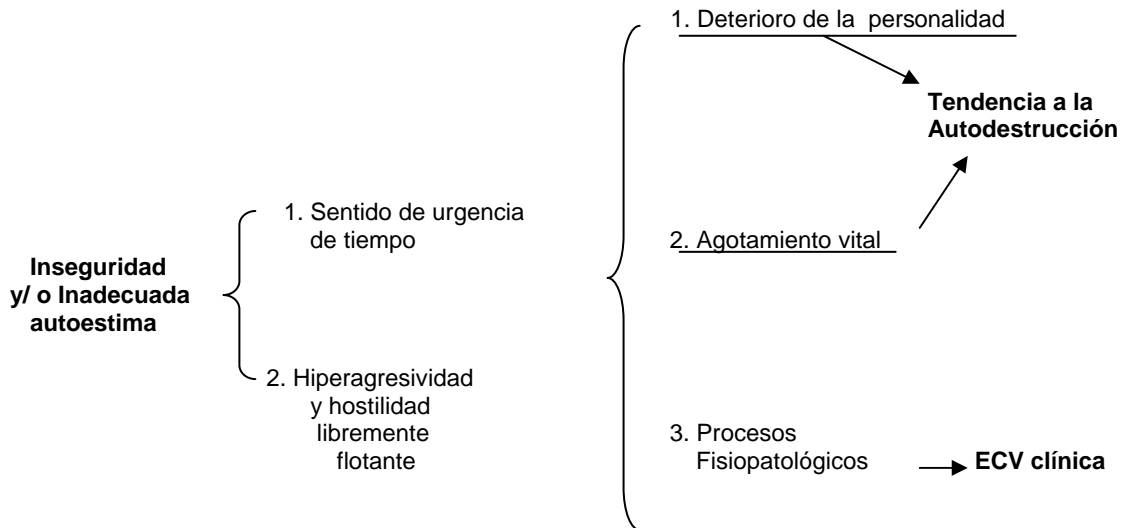 Inseguridad
y/ o Inadecuada
autoestima
1. Sentido de urgencia
de tiempo
2. Hiperagresividad
y hostilidad
libremente
flotante
1. Deterioro de la personalidad
Tendencia a la
Autodestrucción
2. Agotamiento vital
3. Procesos
Fisiopatológicos
ECV clínica